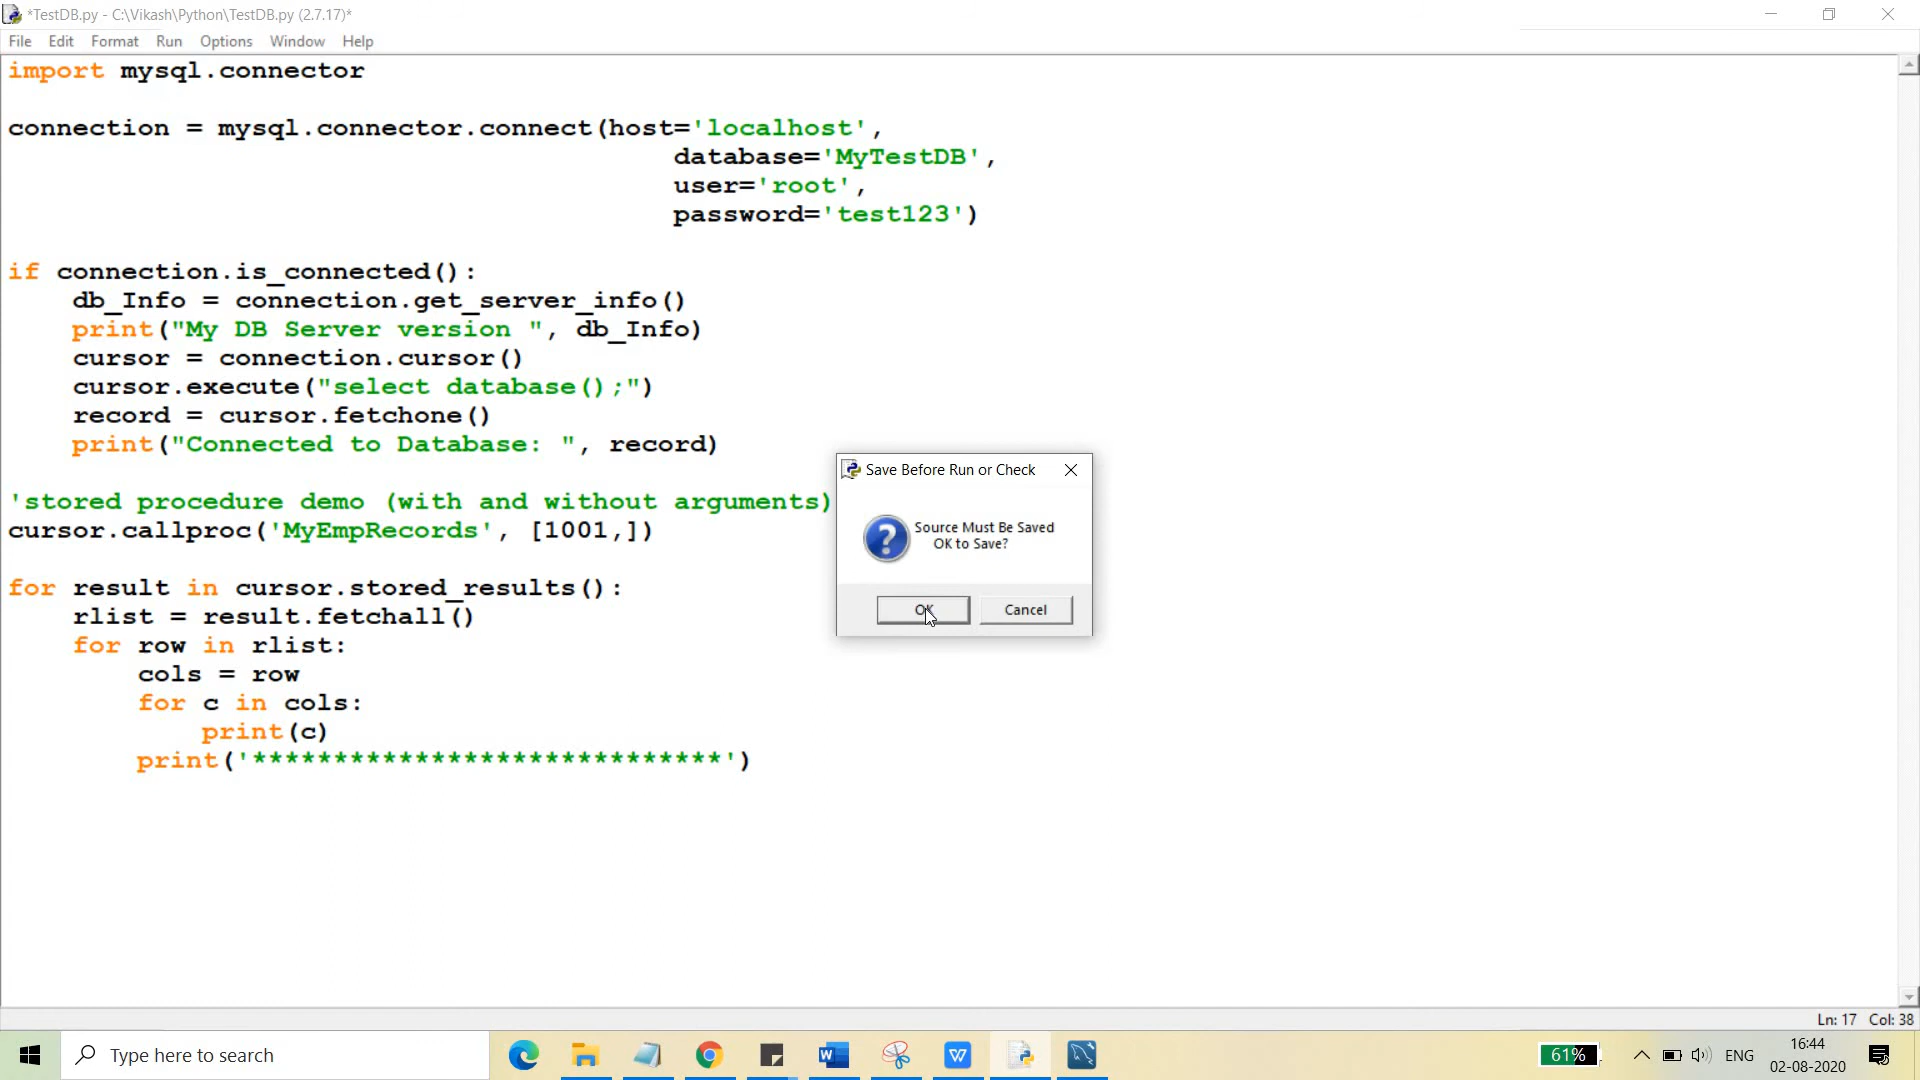 *TestDB.py - C:\Vikash\Python\TestDB.py (2.7.17)*
File Edit Format Run Options Window Help
import mysql.connector
connection = mysql.connector.connect(host='localhost',
database='MyTestDB',
user='root',
password='test123')
if connection.is_connected():
db_Info = connection.get_server_info()
print("My DB Server version ", db_Info)
cursor = connection.cursor()
cursor.execute("select database();")
record = cursor.fetchone()
print("Connected to Database: ", record)
'stored procedure demo (with and without arguments)
cursor.callproc('MyEmpRecords', [1001,])
for result in cursor.stored_results():
rlist = result.fetchall()
for row in rlist:
cols = row
for c in cols:
print(c)
print('*****************************')
Save Before Run or Check
Source Must Be Saved
OK to Save?
OK Cancel
Ln: 17 Col: 38
Type here to search
61%
ENG
16:44
02-08-2020